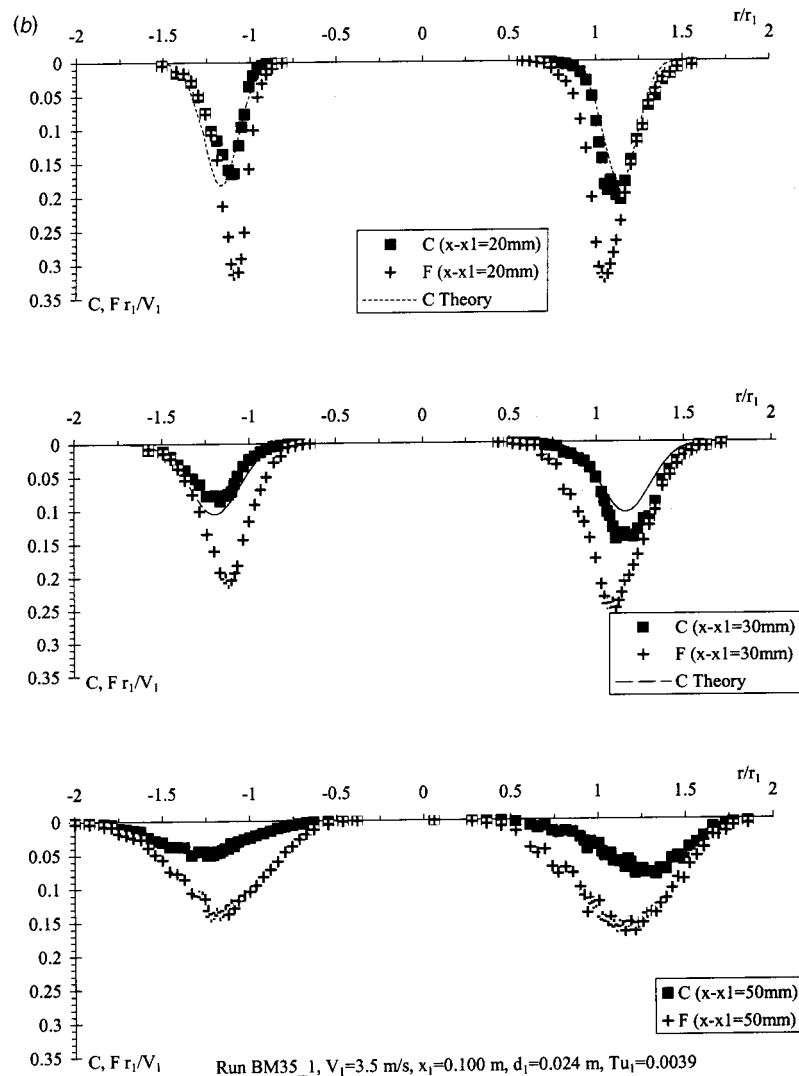 (b)
r/r₁
-2 -1.5 -1 -0.5 0 0.5 1 1.5 2
0
0.05
0.1
0.15
0.2
0.25
0.3
0.35
C (x-x1=20mm)
F (x-x1=20mm)
C Theory
C, F r₁/V₁
r/r₁
-2 -1.5 -1 -0.5 0 0.5 1 1.5 2
0
0.05
0.1
0.15
0.2
0.25
0.3
0.35
C (x-x1=30mm)
F (x-x1=30mm)
C Theory
C, F r₁/V₁
r/r₁
-2 -1.5 -1 -0.5 0 0.5 1 1.5 2
0
0.05
0.1
0.15
0.2
0.25
0.3
0.35
C (x-x1=50mm)
F (x-x1=50mm)
C, F r₁/V₁
Run BM35_1, V₁=3.5 m/s, x₁=0.100 m, d₁=0.024 m, Tu₁=0.0039